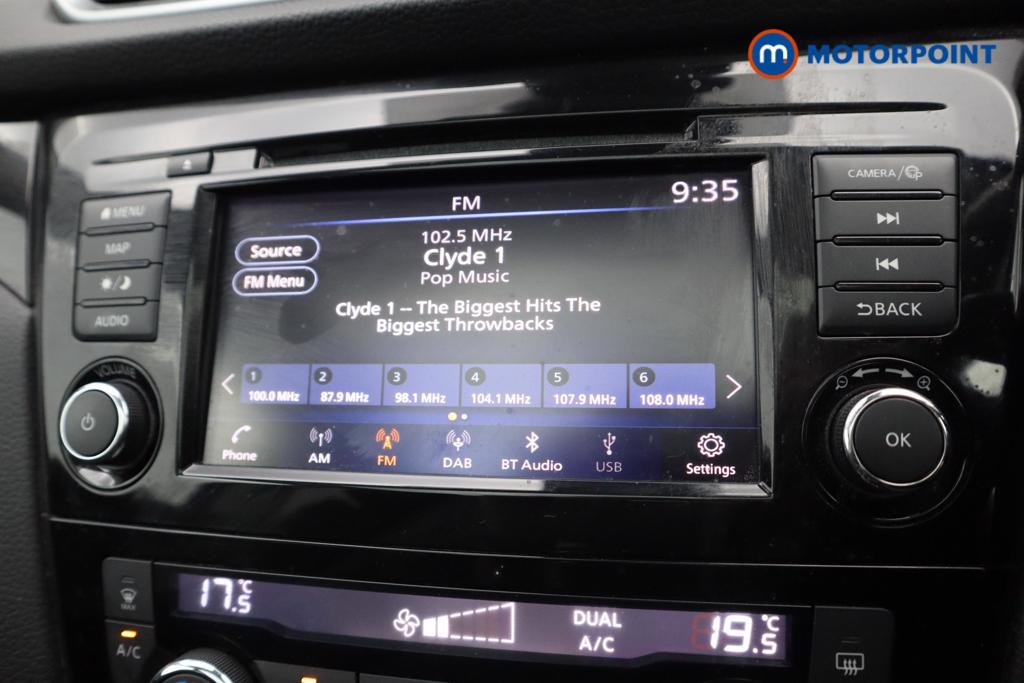 m.
MOTORPOINT
FM
9:35
MENU
MAP
AUDIO
VOLUME
Source
FM Menu
102.5 MHz
Clyde 1
Pop Music
Clyde 1 -- The Biggest Hits The
Biggest Throwbacks
1
100.0 MHz
2
87.9 MHz
3
98.1 MHz
4
104.1 MHz
5
107.9 MHz
6
108.0 MHz
Phone
AM
FM
DAB
BT Audio
USB
Settings
CAMERA/
BACK
OK
MAX
A/C
17.5 °C
DUAL
A/C
19.5 °C